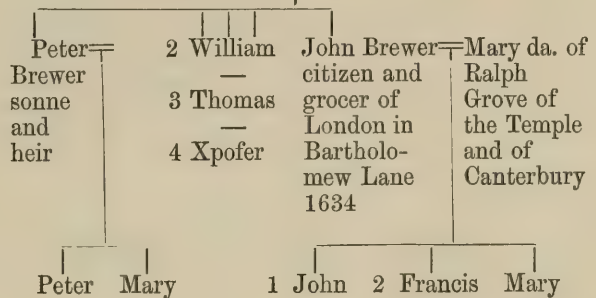 Peter
Brewer
sonne
and
heir
2 William
—
3 Thomas
—
4 Xpofer
John Brewer
citizen and
grocer of
London in
Bartholo-
mew Lane
1634
Mary da. of
Ralph
Grove of
the Temple
and of
Canterbury
Peter Mary
1 John 2 Francis Mary